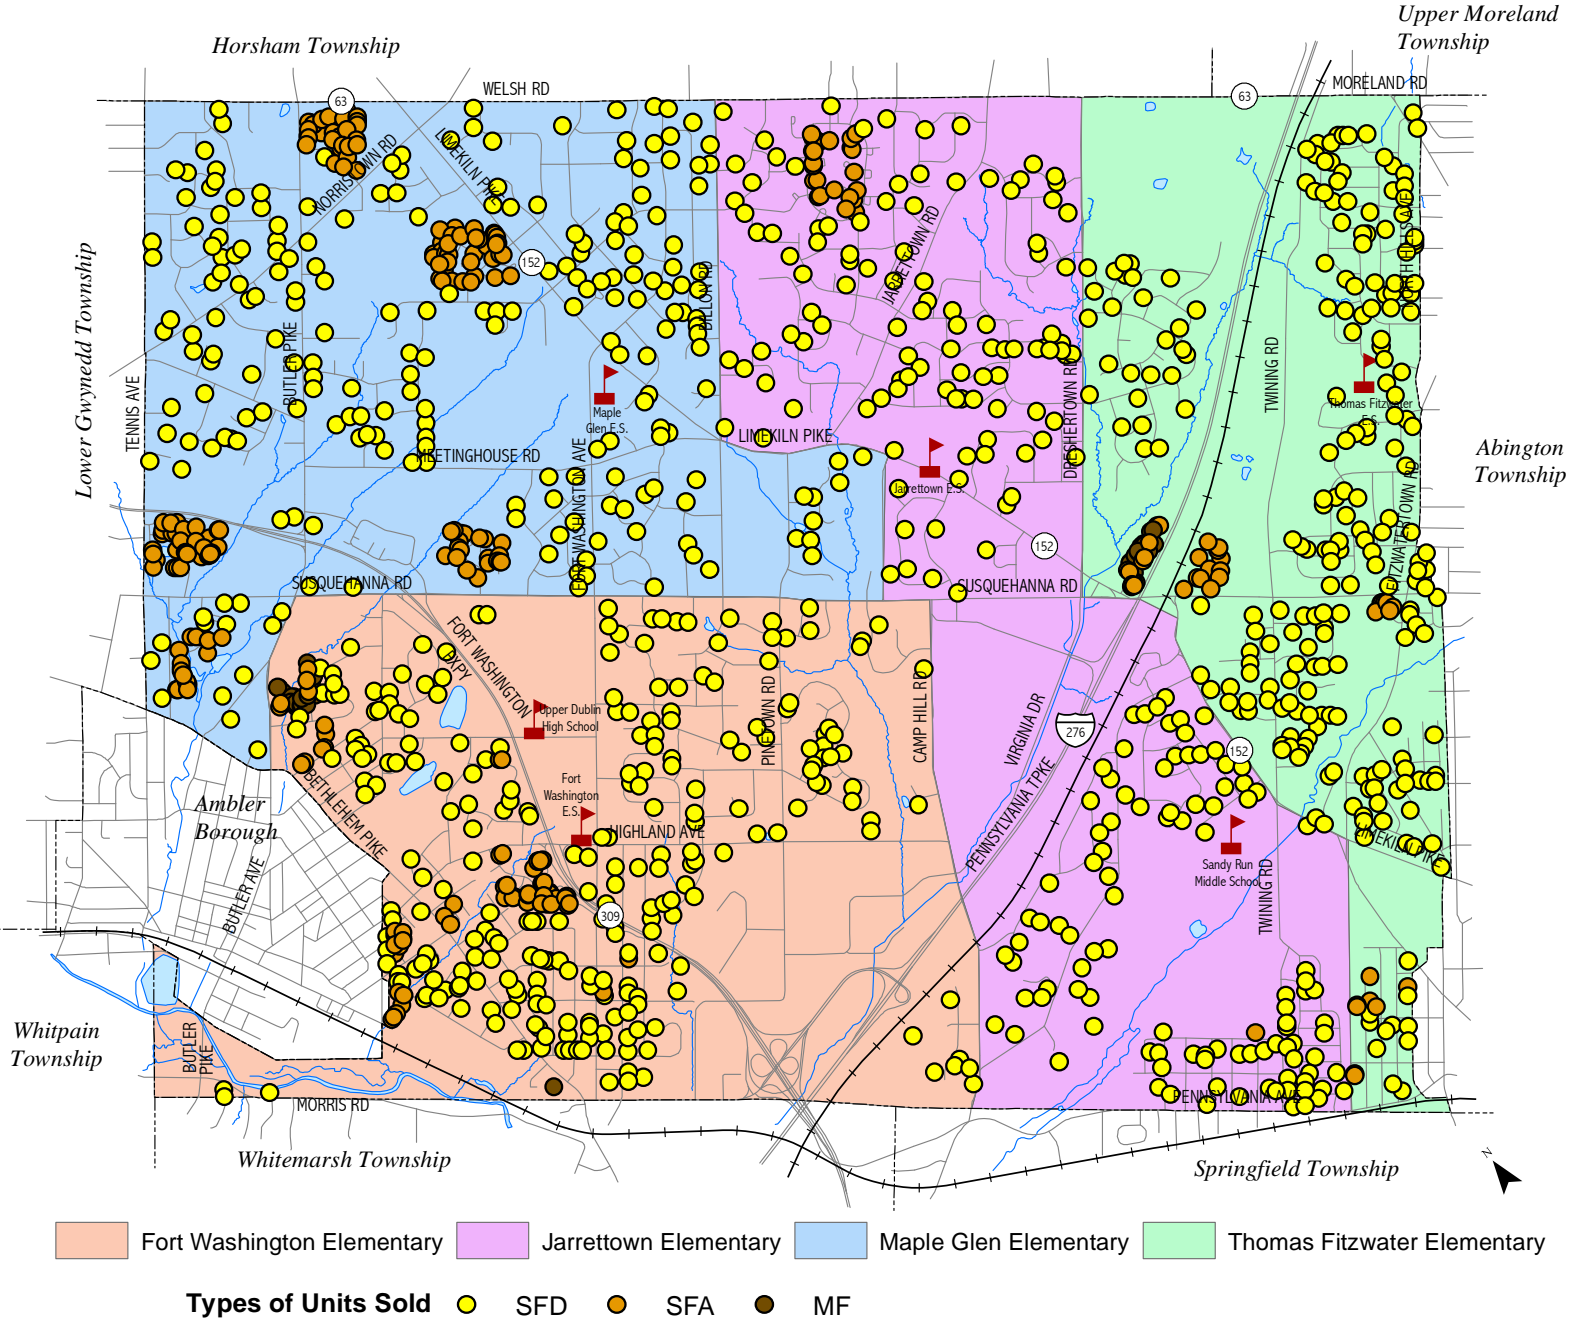 Upper Moreland
Township
Horsham Township
MORELAND RD
WELSH RD
63
63
NORRISTOWN RD
LIMEKILN PIKE
NORTH HILLS AVE
JARRETTOWN RD
152
DILLON RD
Lower Gwynedd Township
BUTLER PIKE
TENNIS AVE
TWINING RD
DRESHERTOWN RD
Maple
Glen E.S.
Thomas Fitzwater
E.S.
LIMEKILN PIKE
MEETINGHOUSE RD
FORT WASHINGTON AVE
Jarrettown E.S.
Abington
Township
FITZWATERTOWN RD
152
SUSQUEHANNA RD
SUSQUEHANNA RD
FORT WASHINGTON
EXPY
Upper Dublin
High School
PINETOWN RD
CAMP HILL RD
VIRGINIA DR
276
152
PENNSYLVANIA TPKE
Fort
Washington
E.S.
Ambler
Borough
BETHLEHEM PIKE
HIGHLAND AVE
LIMEKILN PIKE
Sandy Run
Middle School
BUTLER AVE
TWINING RD
309
Whitpain
Township
BUTLER
PIKE
MORRIS RD
PENNSYLVANIA AVE
Whitemarsh Township
Springfield Township
N
Fort Washington Elementary
Jarrettown Elementary
Maple Glen Elementary
Thomas Fitzwater Elementary
Types of Units Sold
SFD
SFA
MF